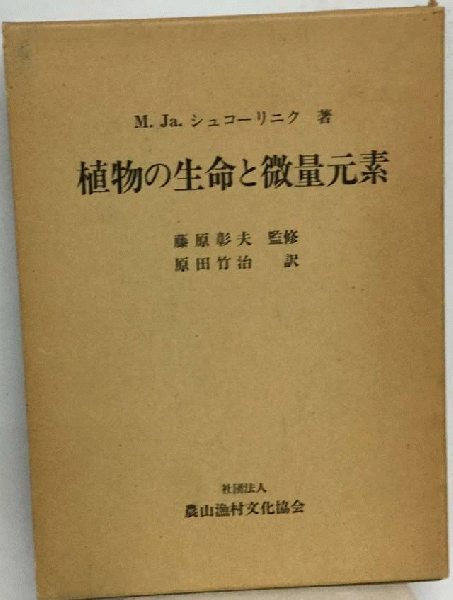 M. Ja. シュコーリニク 著
植物の生命と微量元素
藤原彰夫 監修
原田竹治 訳
社団法人
農山漁村文化協会